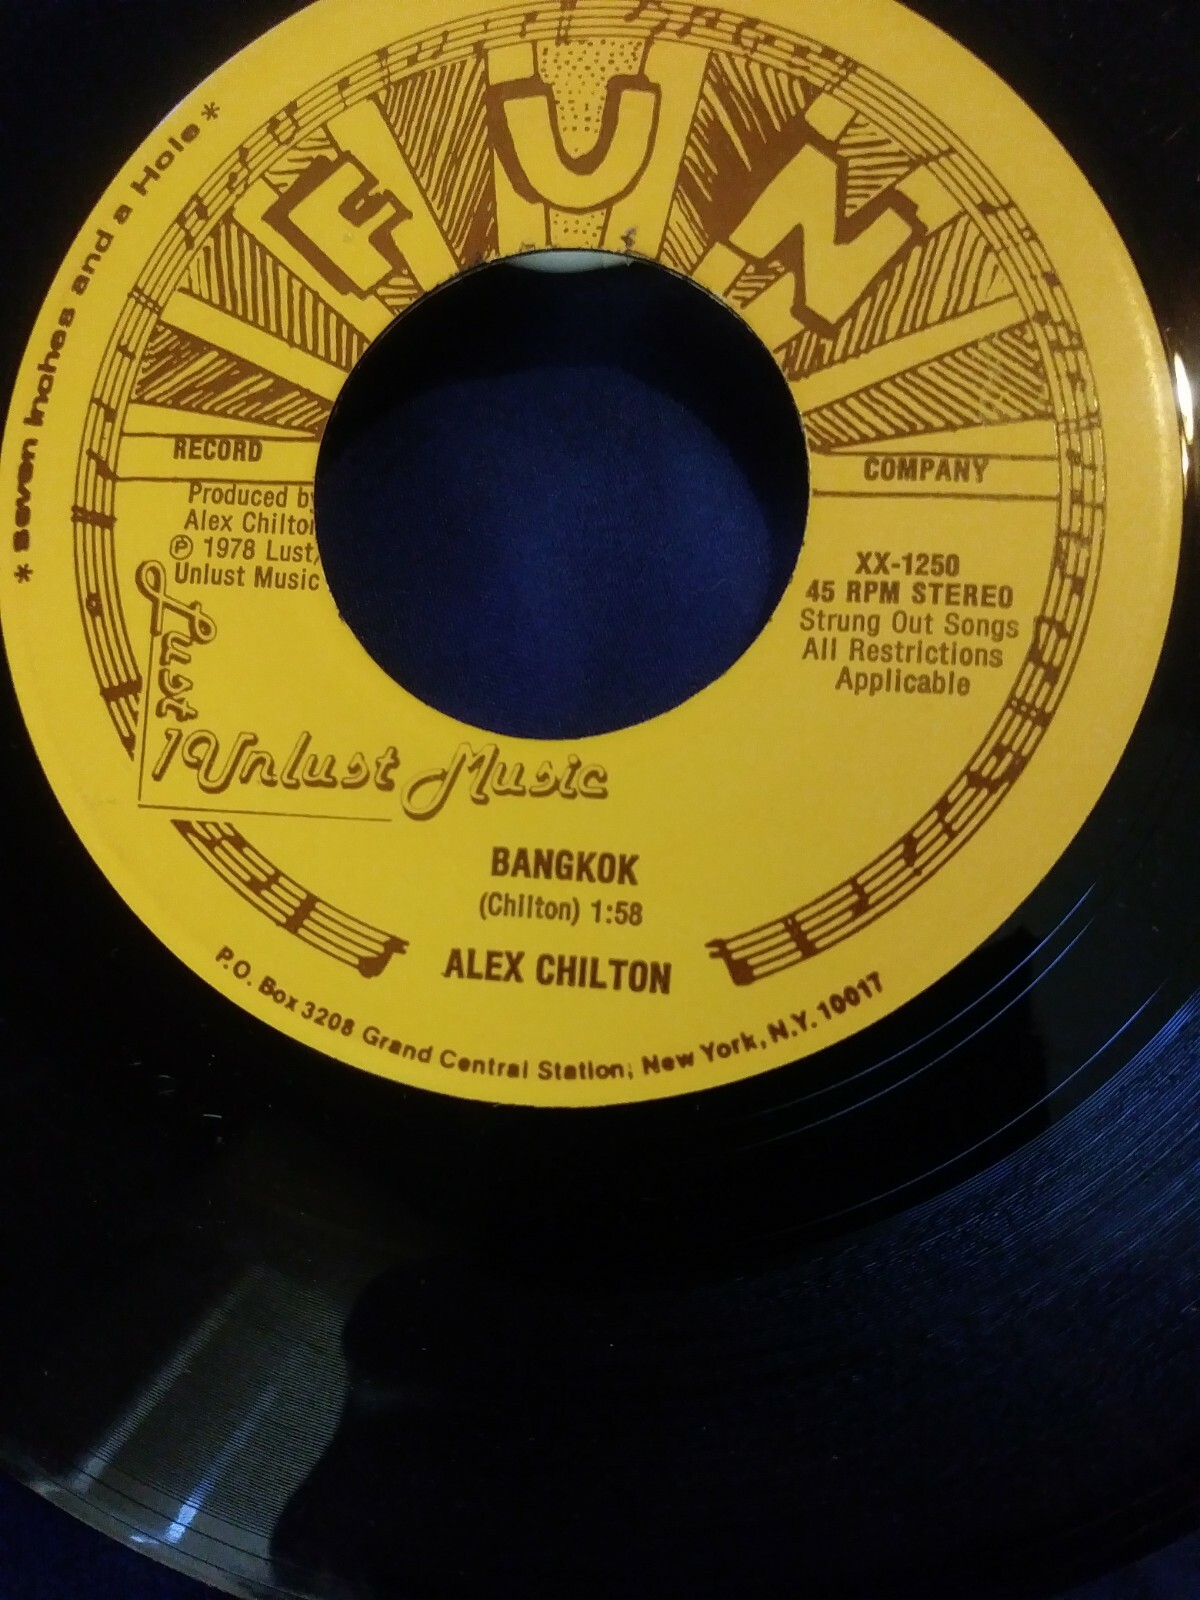 * Seven inches and a Hole *
FUN
RECORD COMPANY
Produced by
Alex Chilton
℗ 1978 Lust/
Unlust Music
XX-1250
45 RPM STEREO
Strung Out Songs
All Restrictions
Applicable
Lust
/Unlust Music
BANGKOK
(Chilton) 1:58
ALEX CHILTON
P.O. Box 3208 Grand Central Station; New York, N.Y. 10017